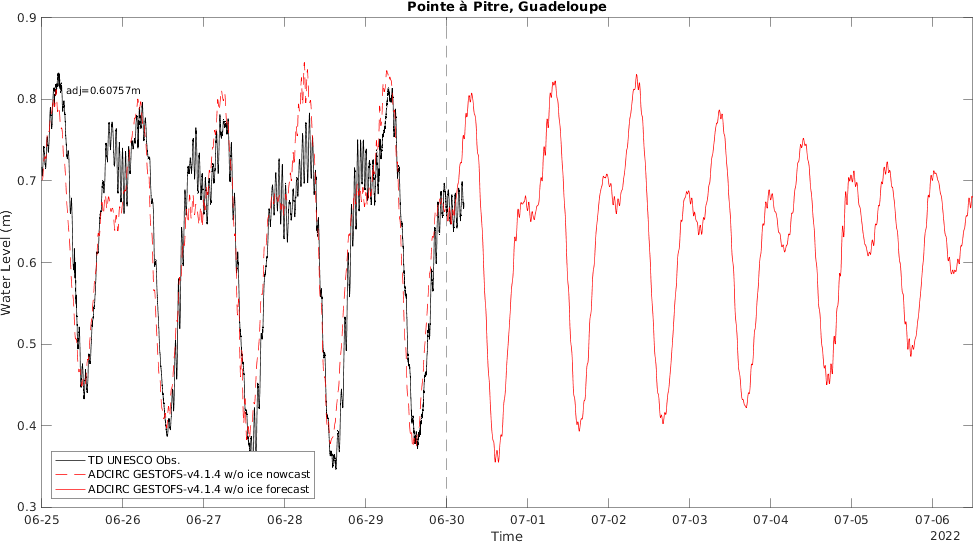 Pointe à Pitre, Guadeloupe
0.9
0.8
0.7
0.6
0.5
0.4
0.3
Water Level (m)
adj=0.60757m
TD UNESCO Obs.
ADCIRC GESTOFS-v4.1.4 w/o ice nowcast
ADCIRC GESTOFS-v4.1.4 w/o ice forecast
06-25 06-26 06-27 06-28 06-29 06-30 07-01 07-02 07-03 07-04 07-05 07-06
Time
2022